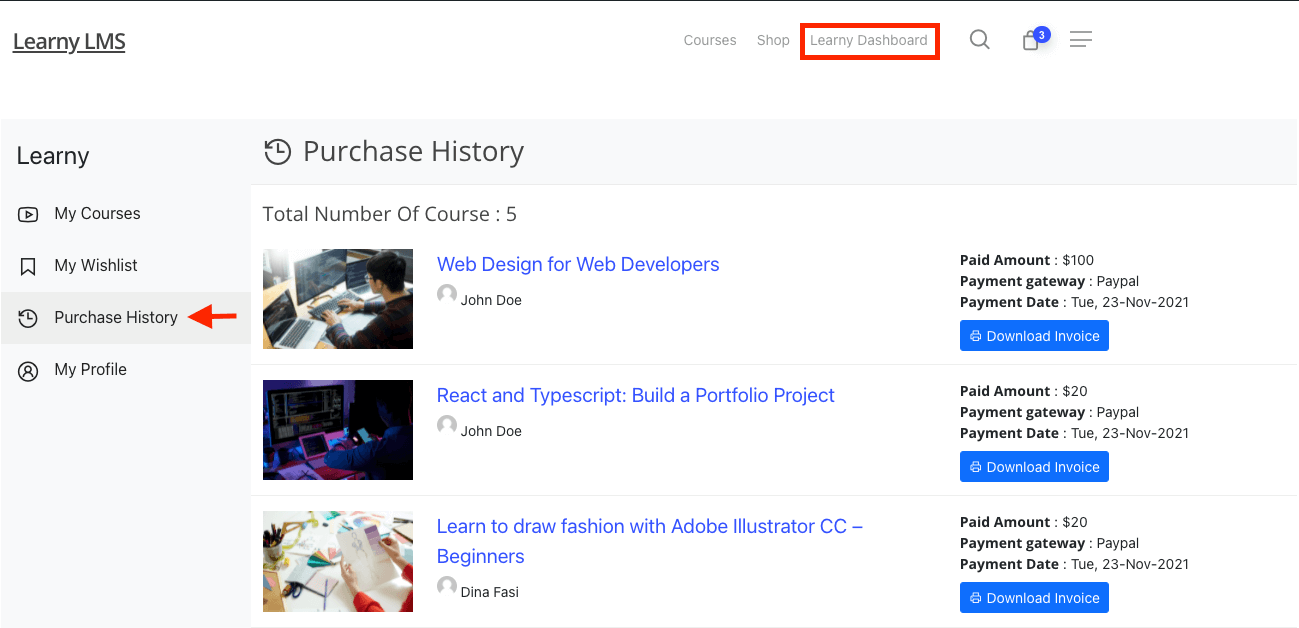 Learny LMS
Courses Shop Learny Dashboard 3
Learny
My Courses
My Wishlist
Purchase History
My Profile
Purchase History
Total Number Of Course : 5
Web Design for Web Developers
John Doe
Paid Amount : $100
Payment gateway : Paypal
Payment Date : Tue, 23-Nov-2021
Download Invoice
React and Typescript: Build a Portfolio Project
John Doe
Paid Amount : $20
Payment gateway : Paypal
Payment Date : Tue, 23-Nov-2021
Download Invoice
Learn to draw fashion with Adobe Illustrator CC –
Beginners
Dina Fasi
Paid Amount : $20
Payment gateway : Paypal
Payment Date : Tue, 23-Nov-2021
Download Invoice